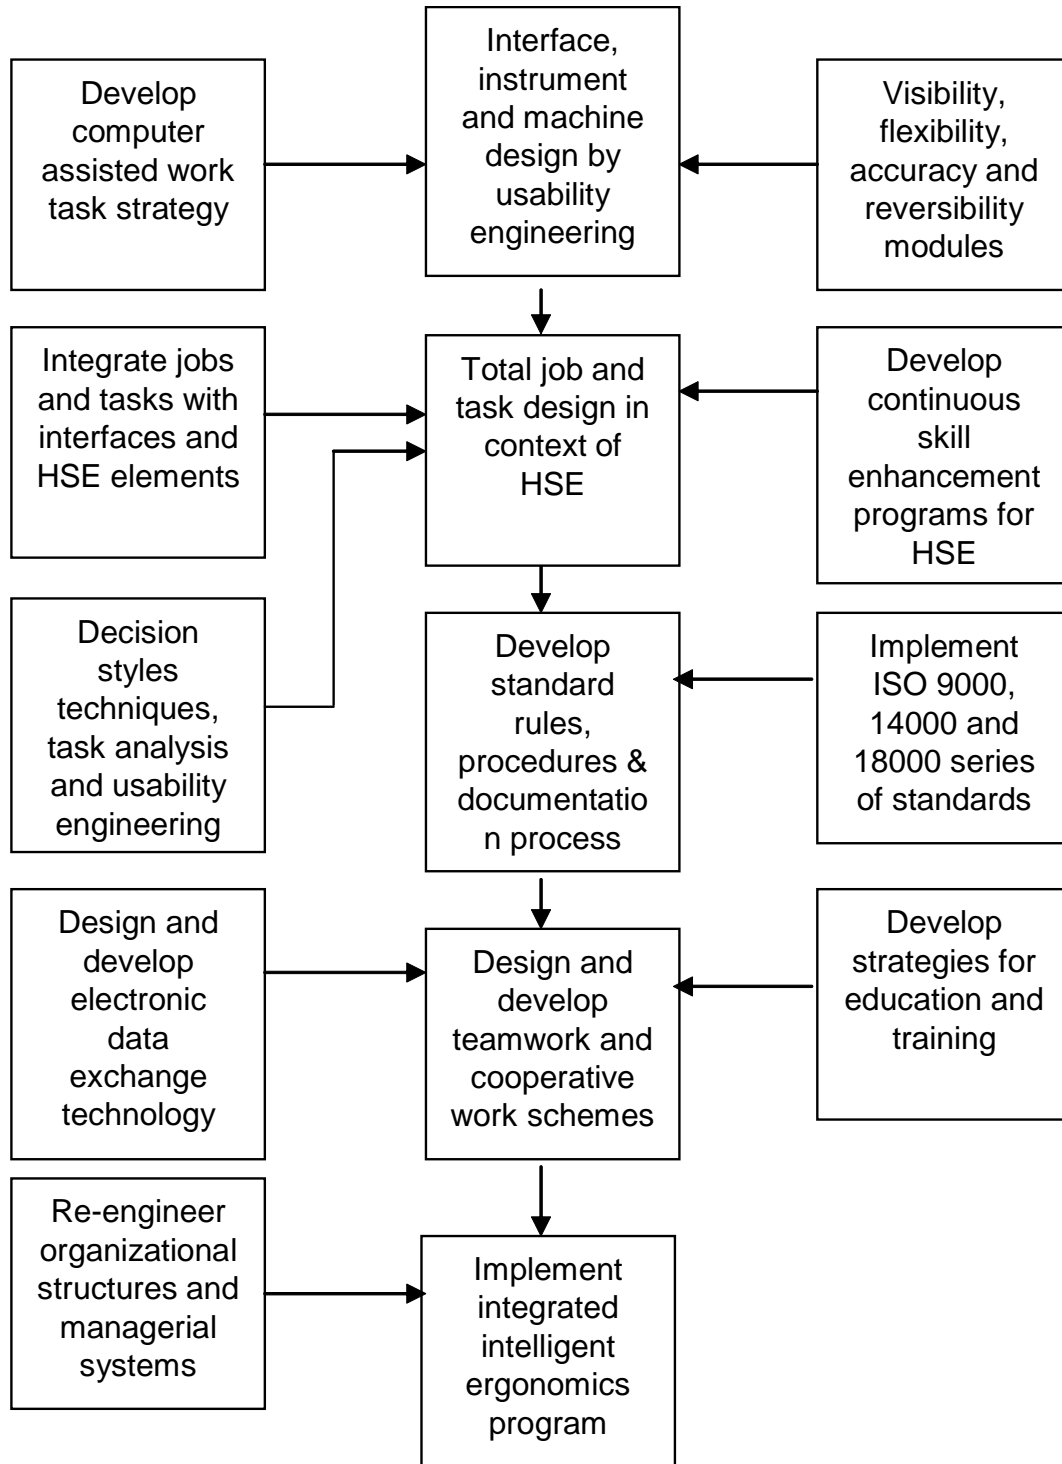 Develop
computer
assisted work
task strategy
Interface,
instrument
and machine
design by
usability
engineering
Visibility,
flexibility,
accuracy and
reversibility
modules
Integrate jobs
and tasks with
interfaces and
HSE elements
Total job and
task design in
context of
HSE
Develop
continuous
skill
enhancement
programs for
HSE
Decision
styles
techniques,
task analysis
and usability
engineering
Develop
standard
rules,
procedures &
documentatio
n process
Implement
ISO 9000,
14000 and
18000 series
of standards
Design and
develop
electronic
data
exchange
technology
Design and
develop
teamwork and
cooperative
work schemes
Develop
strategies for
education and
training
Re-engineer
organizational
structures and
managerial
systems
Implement
integrated
intelligent
ergonomics
program